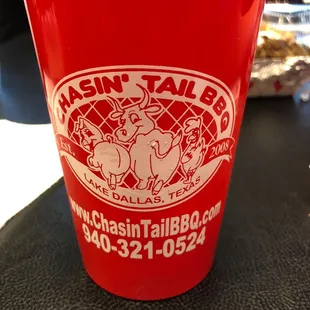 CHASIN' TAIL BBQ
EST 2008
LAKE DALLAS, TEXAS
www.ChasinTailBBQ.com
940-321-0524